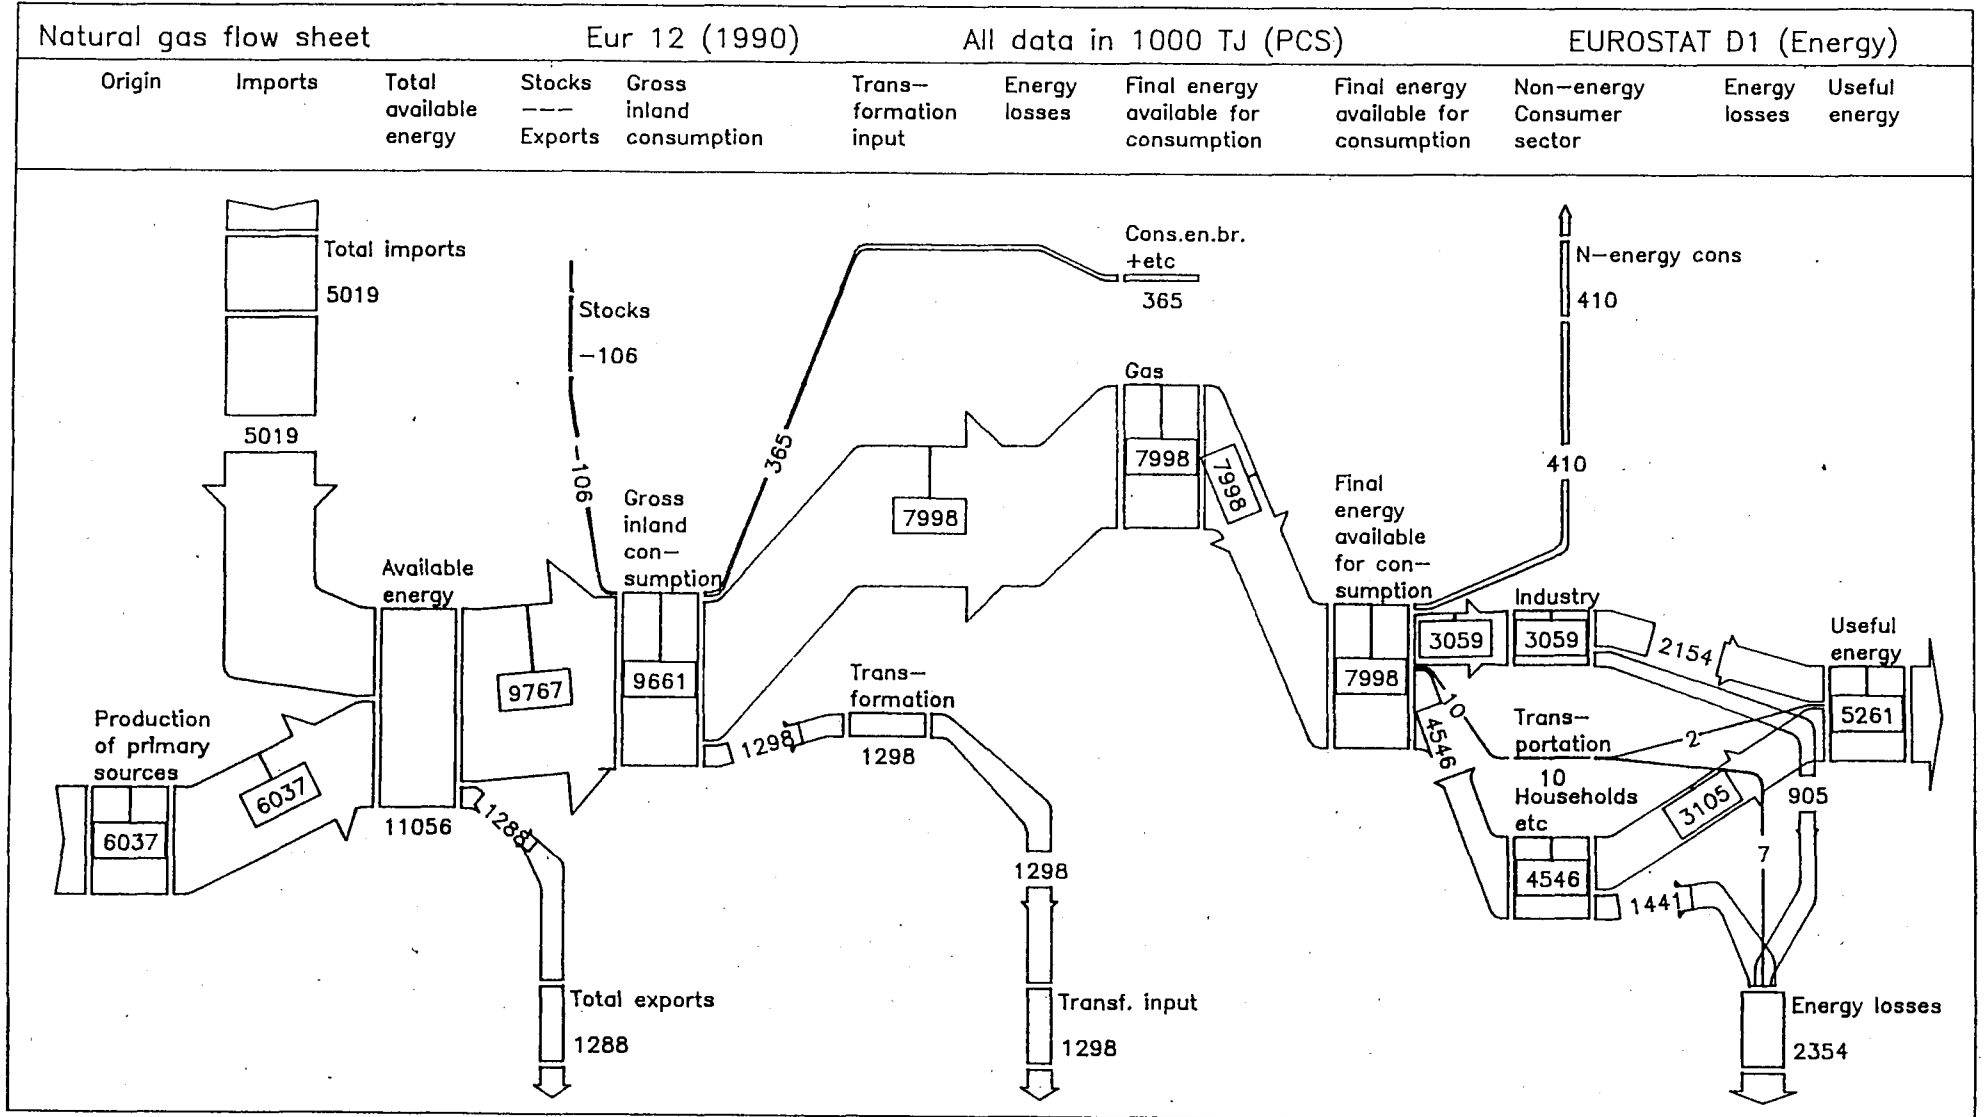 Natural gas flow sheet Eur 12 (1990) All data in 1000 TJ (PCS) EUROSTAT D1 (Energy)
Origin Imports Total Stocks Gross Trans— Energy Final energy Final energy Non—energy Energy Useful
available ——— inland formation losses available for available for Consumer losses energy
energy Exports consumption input consumption consumption sector
Total imports
5019
5019
Stocks
-106
-106
Cons.en.br.
+etc
365
365
N—energy cons
410
410
Gas
7998
7998
7998
Gross
inland
con—
sumption
9661
Available
energy
11056
9767
Production
of primary
sources
6037
6037
1288
Total exports
1288
1298
Trans—
formation
1298
1298
Transf. input
1298
Final
energy
available
for con—
sumption
7998
3059
Industry
3059
2154
10
Trans—
portation
10
2
4546
Households
etc
4546
3105
1441
905
7
Useful
energy
5261
Energy losses
2354